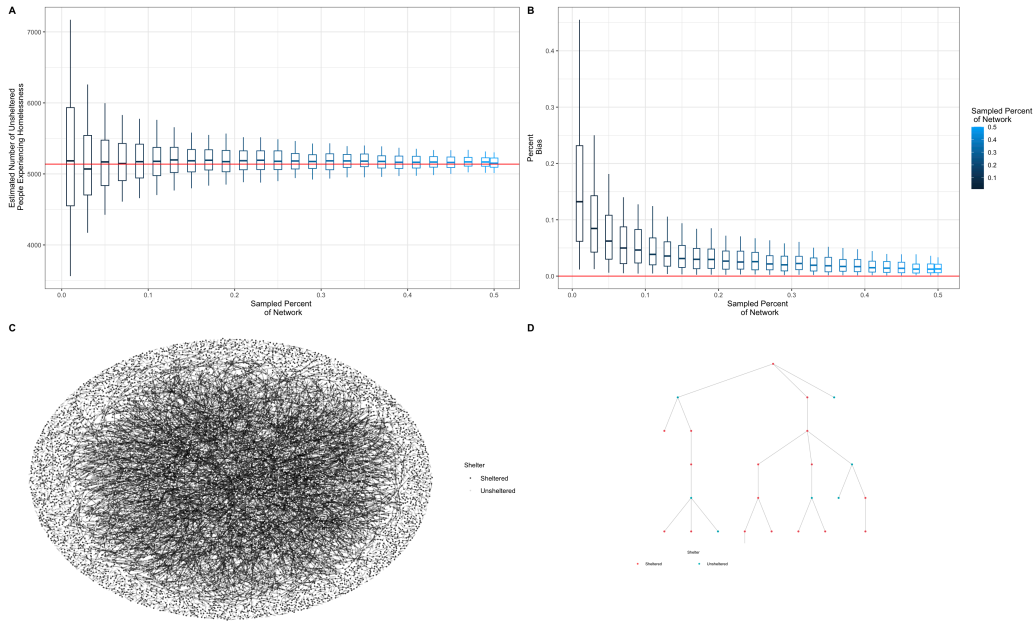 A
7000
6000
5000
4000
Estimated Number of Unsheltered
People Experiencing Homelessness
0.0
0.1
0.2
0.3
0.4
0.5
Sampled Percent
of Network
B
0.4
0.3
0.2
0.1
0.0
Percent
Bias
0.0
0.1
0.2
0.3
0.4
0.5
Sampled Percent
of Network
Sampled Percent
of Network
0.5
0.4
0.3
0.2
0.1
C
Shelter
Sheltered
Unsheltered
D
Shelter
Sheltered
Unsheltered